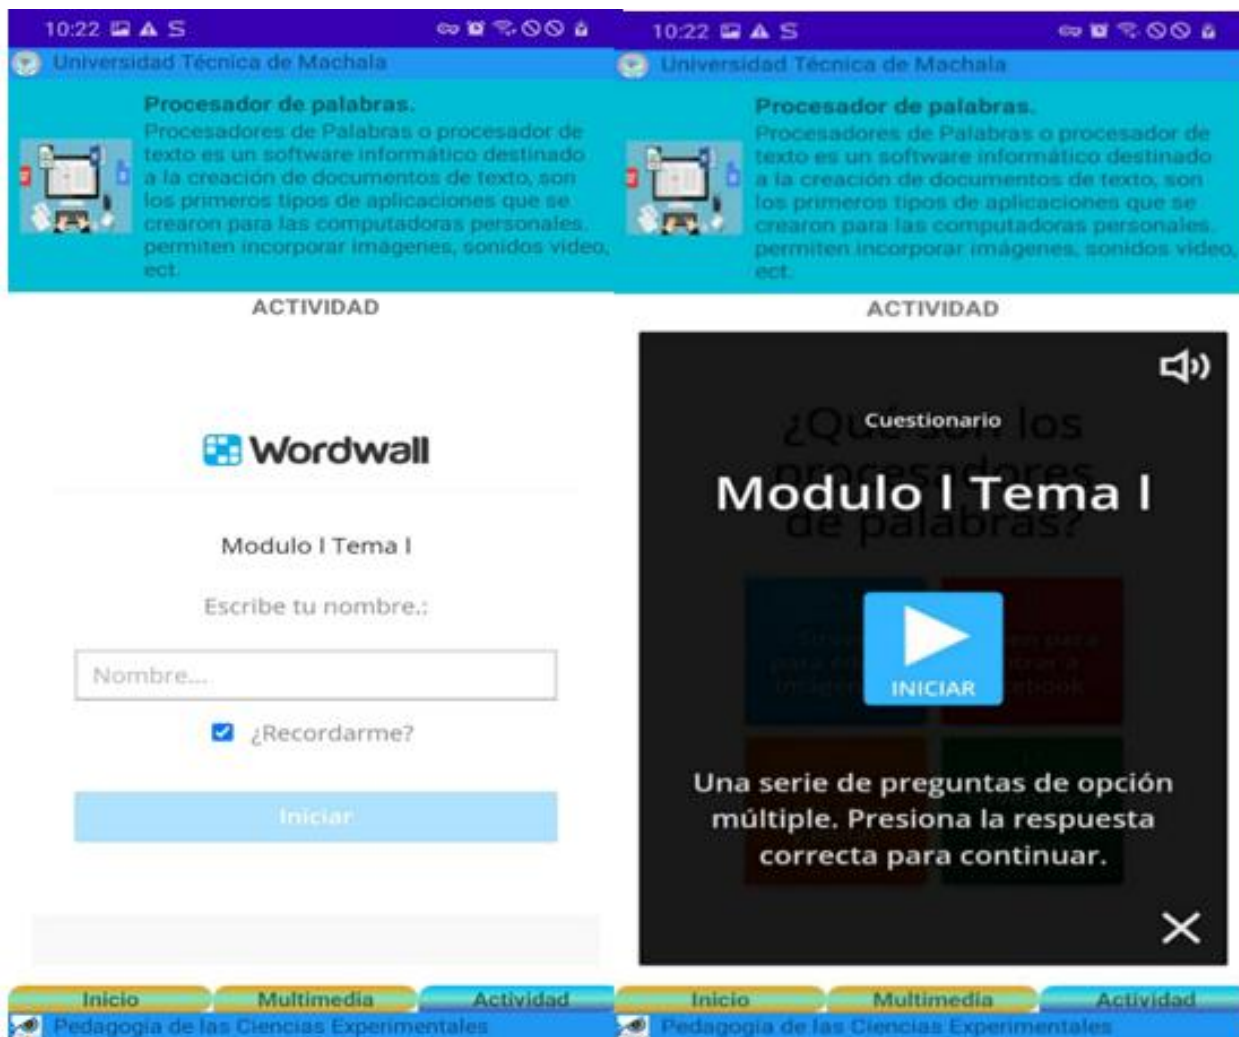 10:22
Universidad Técnica de Machala
Procesador de palabras.
Procesadores de Palabras o procesador de
texto es un software informático destinado
a la creación de documentos de texto, son
los primeros tipos de aplicaciones que se
crearon para las computadoras personales.
permiten incorporar imágenes, sonidos video,
ect.
ACTIVIDAD
Wordwall
Modulo l Tema l
Escribe tu nombre.:
Nombre...
¿Recordarme?
Iniciar
Inicio Multimedia Actividad
Pedagogía de las Ciencias Experimentales
10:22
Universidad Técnica de Machala
Procesador de palabras.
Procesadores de Palabras o procesador de
texto es un software informático destinado
a la creación de documentos de texto, son
los primeros tipos de aplicaciones que se
crearon para las computadoras personales.
permiten incorporar imágenes, sonidos video,
ect.
ACTIVIDAD
¿Qué son los
procesadores
de palabras?
Cuestionario
Modulo l Tema l
INICIAR
Una serie de preguntas de opción
múltiple. Presiona la respuesta
correcta para continuar.
Inicio Multimedia Actividad
Pedagogía de las Ciencias Experimentales